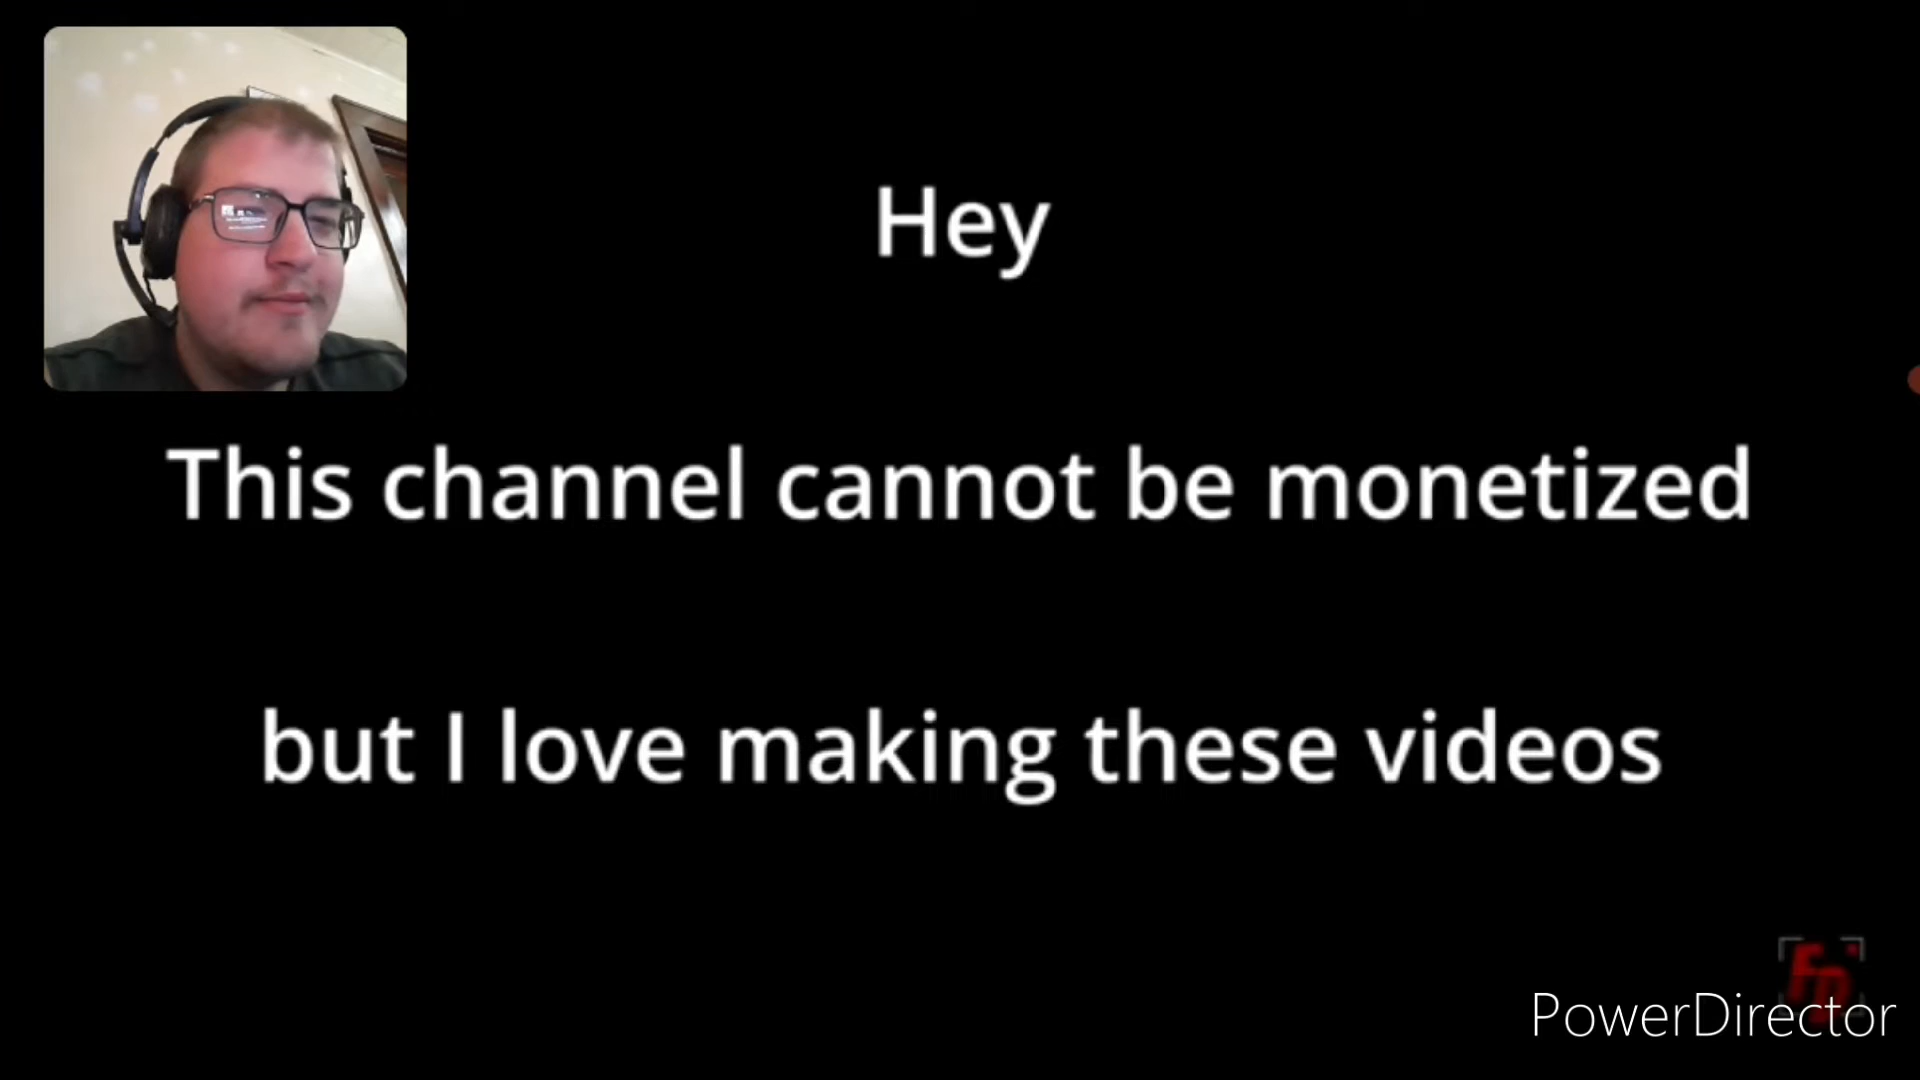 Hey
This channel cannot be monetized
but I love making these videos
PowerDirector